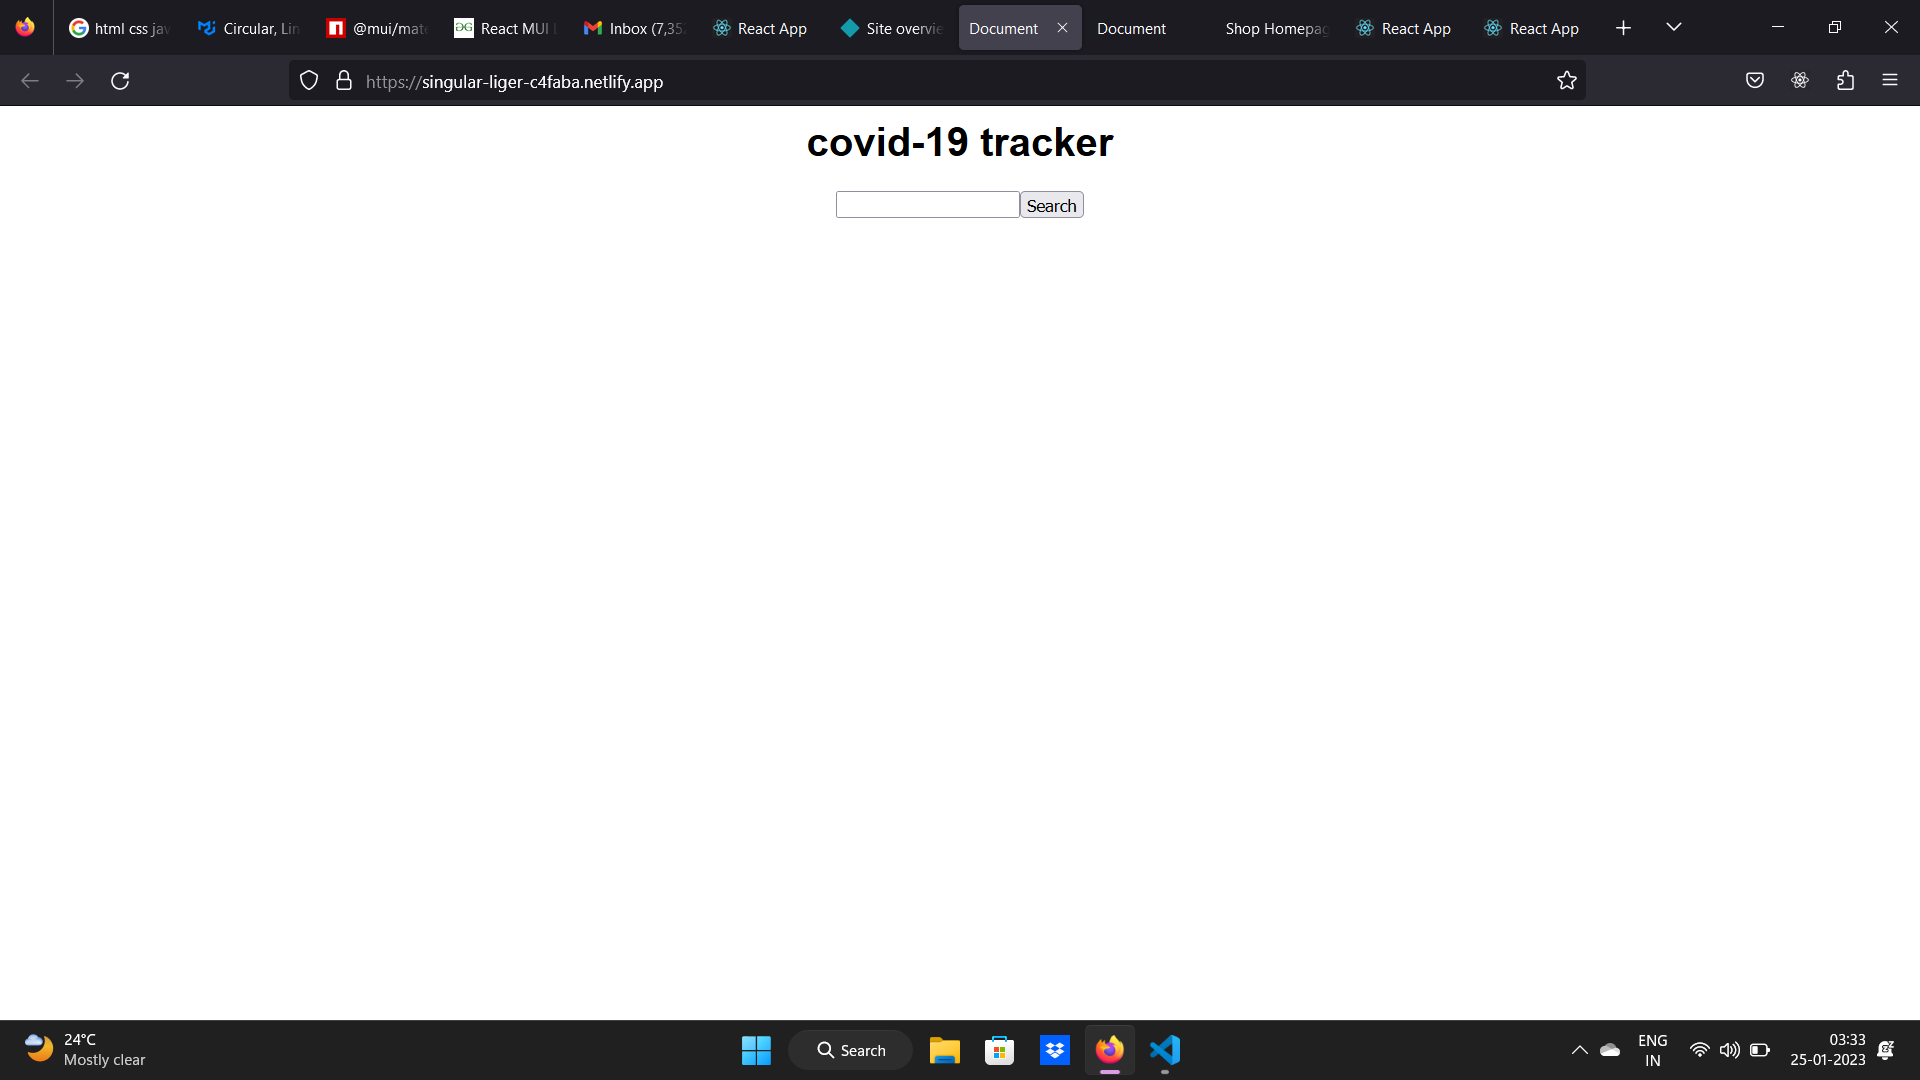 html css jav
Circular, Lin
@mui/mate
React MUI
Inbox (7,35
React App
Site overvie
Document
Document
Shop Homepag
React App
React App
https://singular-liger-c4faba.netlify.app
covid-19 tracker
Search
24°C
Mostly clear
Search
ENG
IN
03:33
25-01-2023